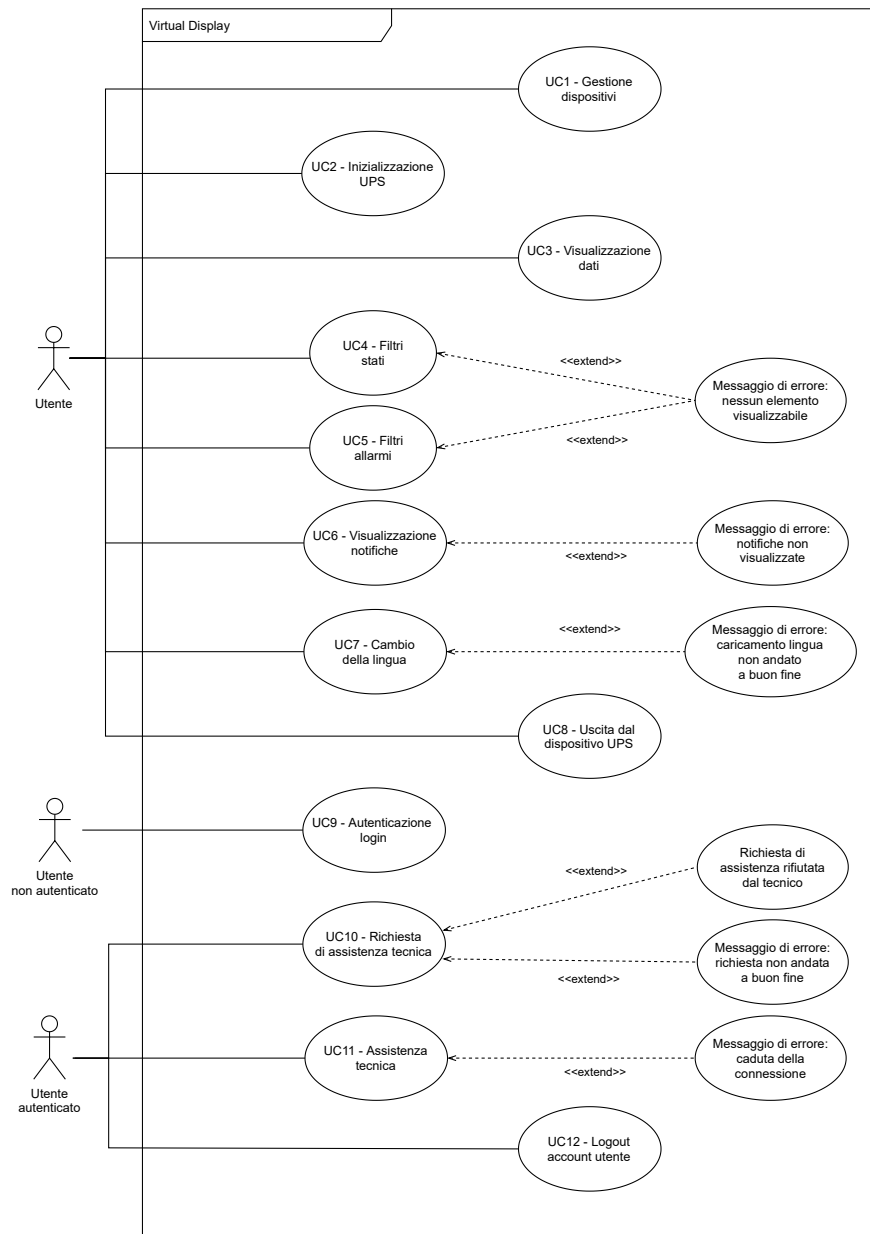 Virtual Display
UC1 - Gestione
dispositivi
UC2 - Inizializzazione
UPS
UC3 - Visualizzazione
dati
Utente
UC4 - Filtri
stati
<<extend>>
Messaggio di errore:
nessun elemento
visualizzabile
UC5 - Filtri
allarmi
<<extend>>
UC6 - Visualizzazione
notifiche
<<extend>>
Messaggio di errore:
notifiche non
visualizzate
UC7 - Cambio
della lingua
<<extend>>
Messaggio di errore:
caricamento lingua
non andato
a buon fine
UC8 - Uscita dal
dispositivo UPS
Utente
non autenticato
UC9 - Autenticazione
login
<<extend>>
Richiesta di
assistenza rifiutata
dal tecnico
UC10 - Richiesta
di assistenza tecnica
<<extend>>
Messaggio di errore:
richiesta non andata
a buon fine
Utente
autenticato
UC11 - Assistenza
tecnica
<<extend>>
Messaggio di errore:
caduta della
connessione
UC12 - Logout
account utente